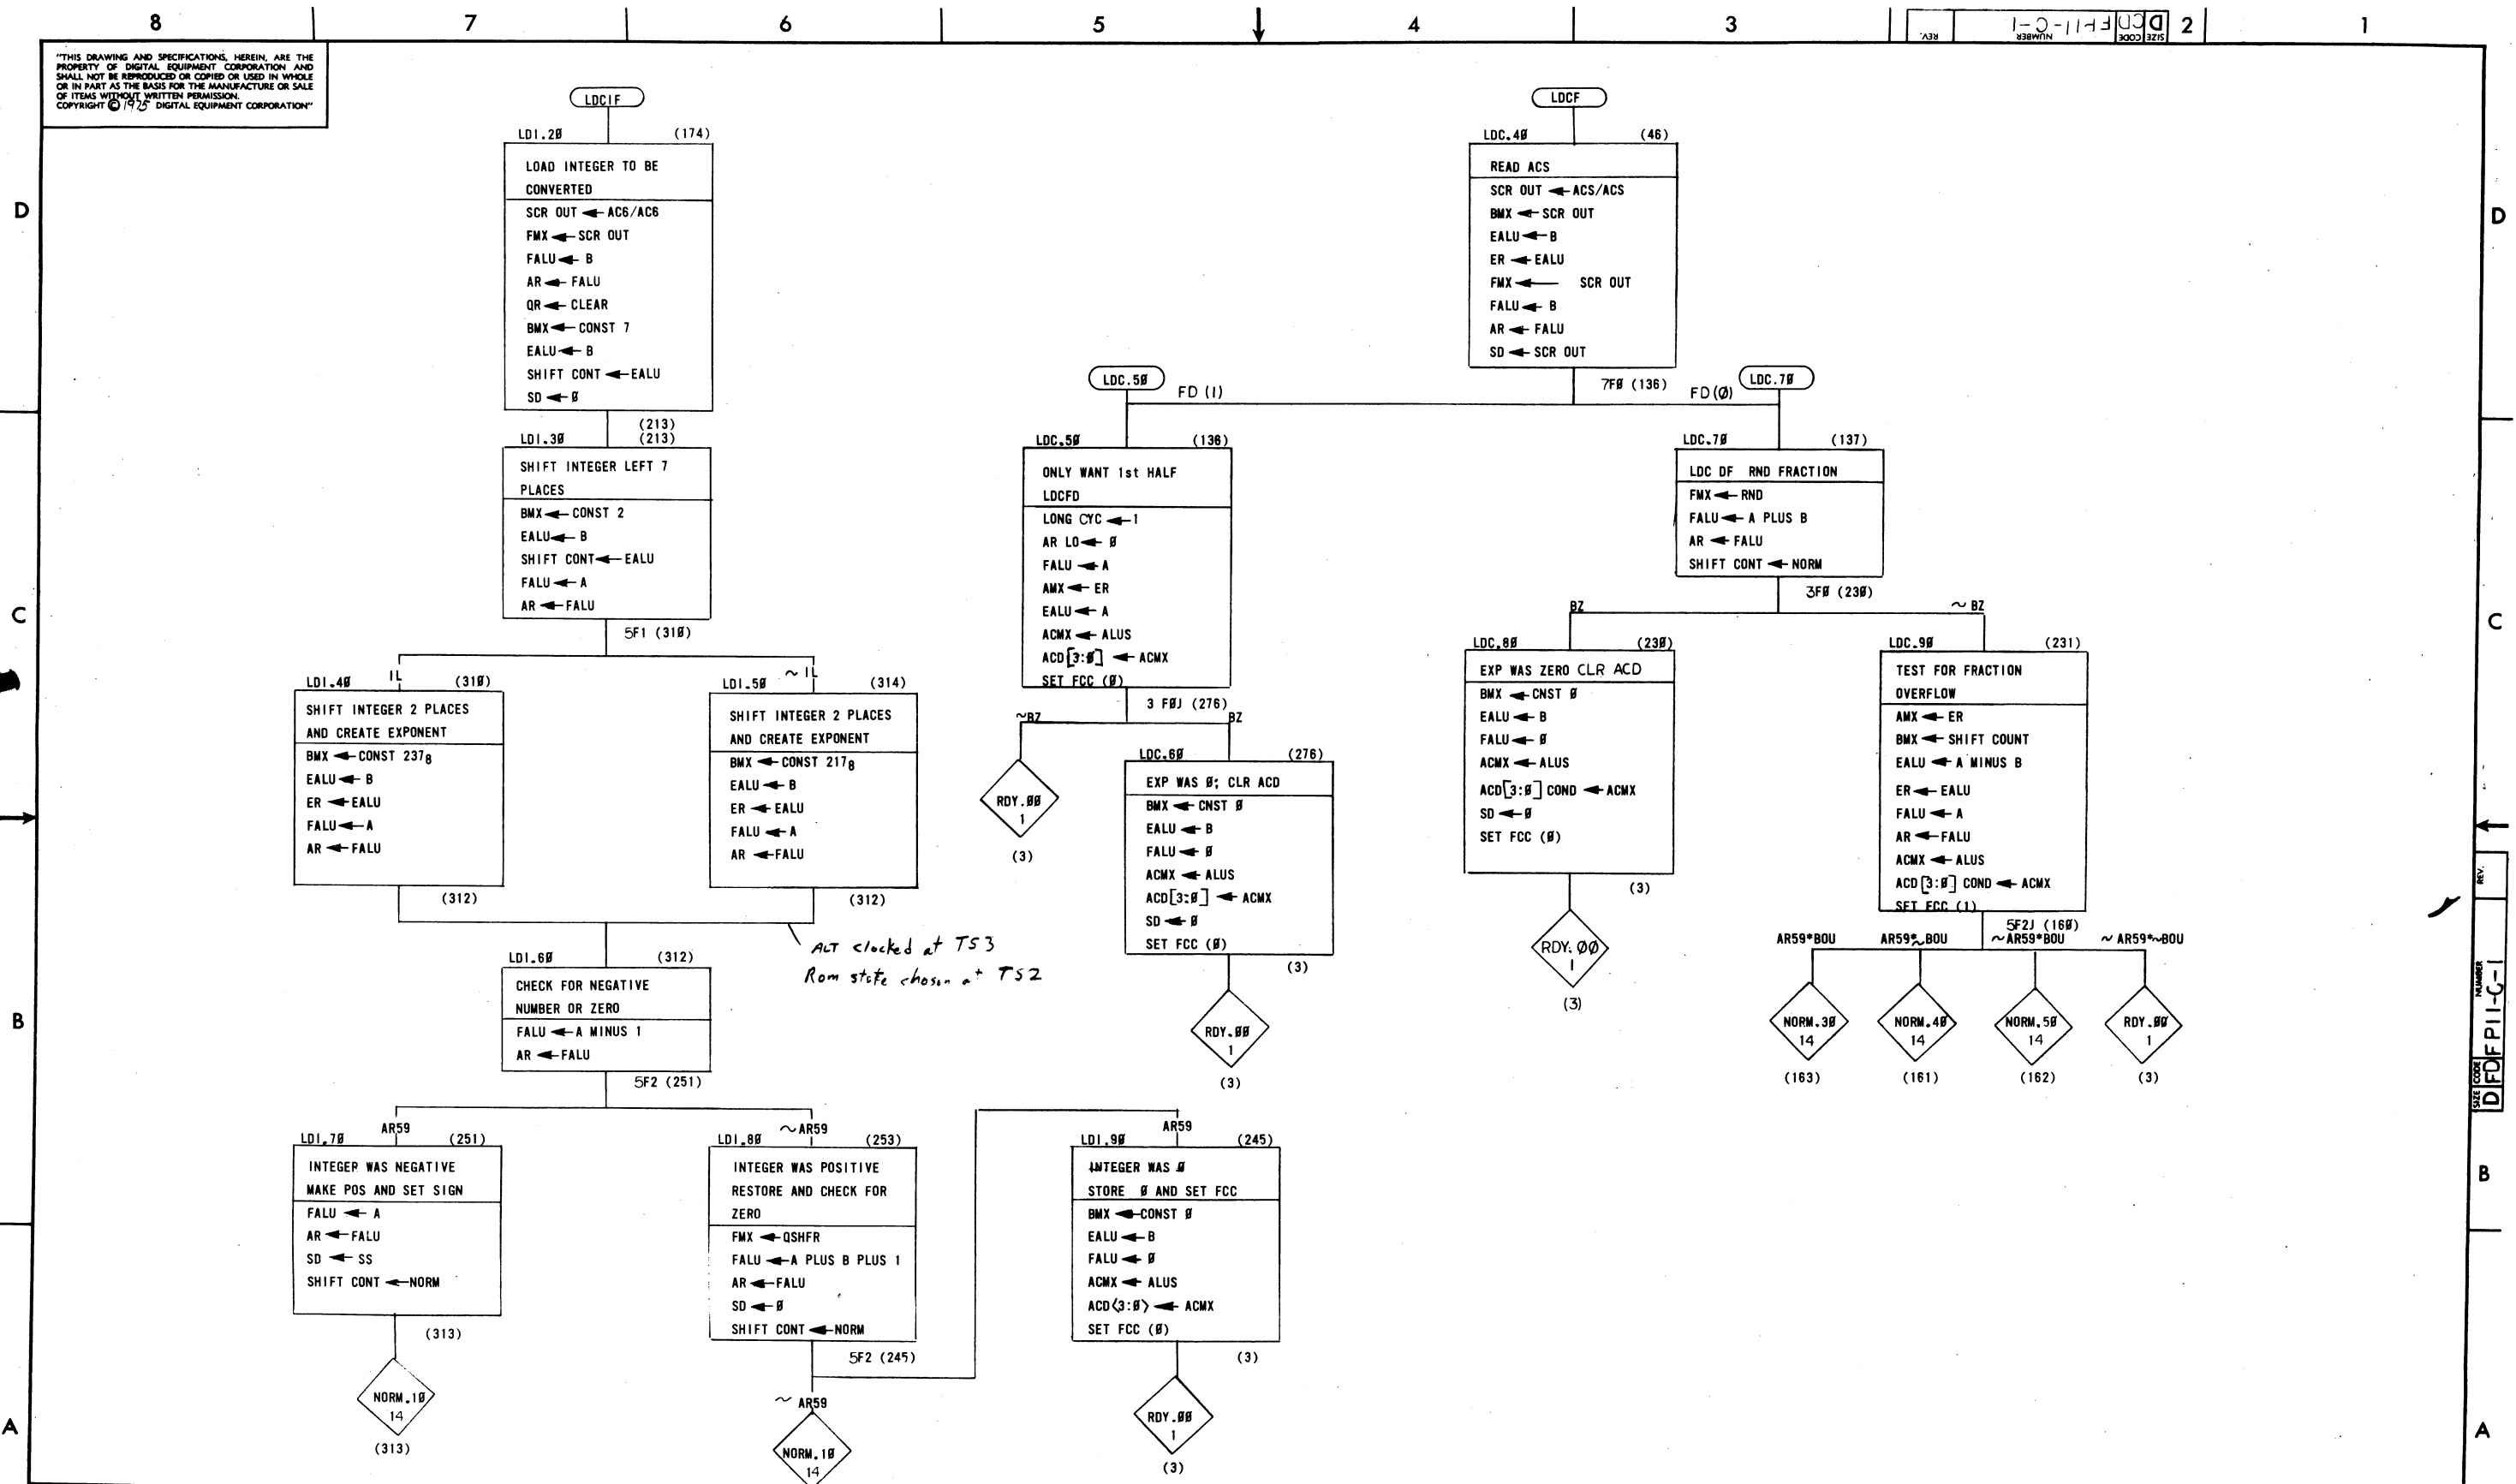 8 7 6 5 4 3 2 1
SIZE CODE NUMBER REV.
D CD FP11-C-1
"THIS DRAWING AND SPECIFICATIONS, HEREIN, ARE THE
PROPERTY OF DIGITAL EQUIPMENT CORPORATION AND
SHALL NOT BE REPRODUCED OR COPIED OR USED IN WHOLE
OR IN PART AS THE BASIS FOR THE MANUFACTURE OR SALE
OF ITEMS WITHOUT WRITTEN PERMISSION.
COPYRIGHT © 1975 DIGITAL EQUIPMENT CORPORATION"
D
C
B
A
LDCIF
LDI.2Ø (174)
LOAD INTEGER TO BE
CONVERTED
SCR OUT ← AC6/AC6
FMX ← SCR OUT
FALU ← B
AR ← FALU
QR ← CLEAR
BMX ← CONST 7
EALU ← B
SHIFT CONT ← EALU
SD ← Ø
(213)
LDI.3Ø (213)
SHIFT INTEGER LEFT 7
PLACES
BMX ← CONST 2
EALU ← B
SHIFT CONT ← EALU
FALU ← A
AR ← FALU
5F1 (31Ø)
IL
~ IL
LDI.4Ø (31Ø)
SHIFT INTEGER 2 PLACES
AND CREATE EXPONENT
BMX ← CONST 237₈
EALU ← B
ER ← EALU
FALU ← A
AR ← FALU
(312)
LDI.5Ø (314)
SHIFT INTEGER 2 PLACES
AND CREATE EXPONENT
BMX ← CONST 217₈
EALU ← B
ER ← EALU
FALU ← A
AR ← FALU
(312)
ALT clocked at TS3
Rom state chosen at TS2
LDI.6Ø (312)
CHECK FOR NEGATIVE
NUMBER OR ZERO
FALU ← A MINUS 1
AR ← FALU
5F2 (251)
AR59
~ AR59
LDI.7Ø (251)
INTEGER WAS NEGATIVE
MAKE POS AND SET SIGN
FALU ← A
AR ← FALU
SD ← SS
SHIFT CONT ← NORM
(313)
NORM.1Ø
14
(313)
LDI.8Ø (253)
INTEGER WAS POSITIVE
RESTORE AND CHECK FOR
ZERO
FMX ← QSHFR
FALU ← A PLUS B PLUS 1
AR ← FALU
SD ← Ø
SHIFT CONT ← NORM
5F2 (245)
~ AR59
NORM.1Ø
14
AR59
LDI.9Ø (245)
INTEGER WAS Ø
STORE Ø AND SET FCC
BMX ← CONST Ø
EALU ← B
FALU ← Ø
ACMX ← ALUS
ACD<3:Ø> ← ACMX
SET FCC (Ø)
(3)
RDY.ØØ
1
(3)
LDCF
LDC.4Ø (46)
READ ACS
SCR OUT ← ACS/ACS
BMX ← SCR OUT
EALU ← B
ER ← EALU
FMX ← SCR OUT
FALU ← B
AR ← FALU
SD ← SCR OUT
7FØ (136)
LDC.5Ø
FD (1)
FD (Ø)
LDC.7Ø
LDC.5Ø (136)
ONLY WANT 1st HALF
LDCFD
LONG CYC ← 1
AR LO ← Ø
FALU ← A
AMX ← ER
EALU ← A
ACMX ← ALUS
ACD[3:Ø] ← ACMX
SET FCC (Ø)
3 FØJ (276)
~BZ
BZ
RDY.ØØ
1
(3)
LDC.6Ø (276)
EXP WAS Ø; CLR ACD
BMX ← CNST Ø
EALU ← B
FALU ← Ø
ACMX ← ALUS
ACD[3:Ø] ← ACMX
SD ← Ø
SET FCC (Ø)
(3)
RDY.ØØ
1
(3)
LDC.7Ø (137)
LDC DF RND FRACTION
FMX ← RND
FALU ← A PLUS B
AR ← FALU
SHIFT CONT ← NORM
3FØ (23Ø)
BZ
~ BZ
LDC.8Ø (23Ø)
EXP WAS ZERO CLR ACD
BMX ← CNST Ø
EALU ← B
FALU ← Ø
ACMX ← ALUS
ACD[3:Ø] COND ← ACMX
SD ← Ø
SET FCC (Ø)
(3)
RDY.ØØ
1
(3)
LDC.9Ø (231)
TEST FOR FRACTION
OVERFLOW
AMX ← ER
BMX ← SHIFT COUNT
EALU ← A MINUS B
ER ← EALU
FALU ← A
AR ← FALU
ACMX ← ALUS
ACD[3:Ø] COND ← ACMX
SET FCC (1)
5F2J (16Ø)
AR59*BOU AR59*~BOU ~AR59*BOU ~AR59*~BOU
NORM.3Ø
14
(163)
NORM.4Ø
14
(161)
NORM.5Ø
14
(162)
RDY.ØØ
1
(3)
D
C
B
A
SIZE CODE NUMBER REV.
D FD FP11-C-1